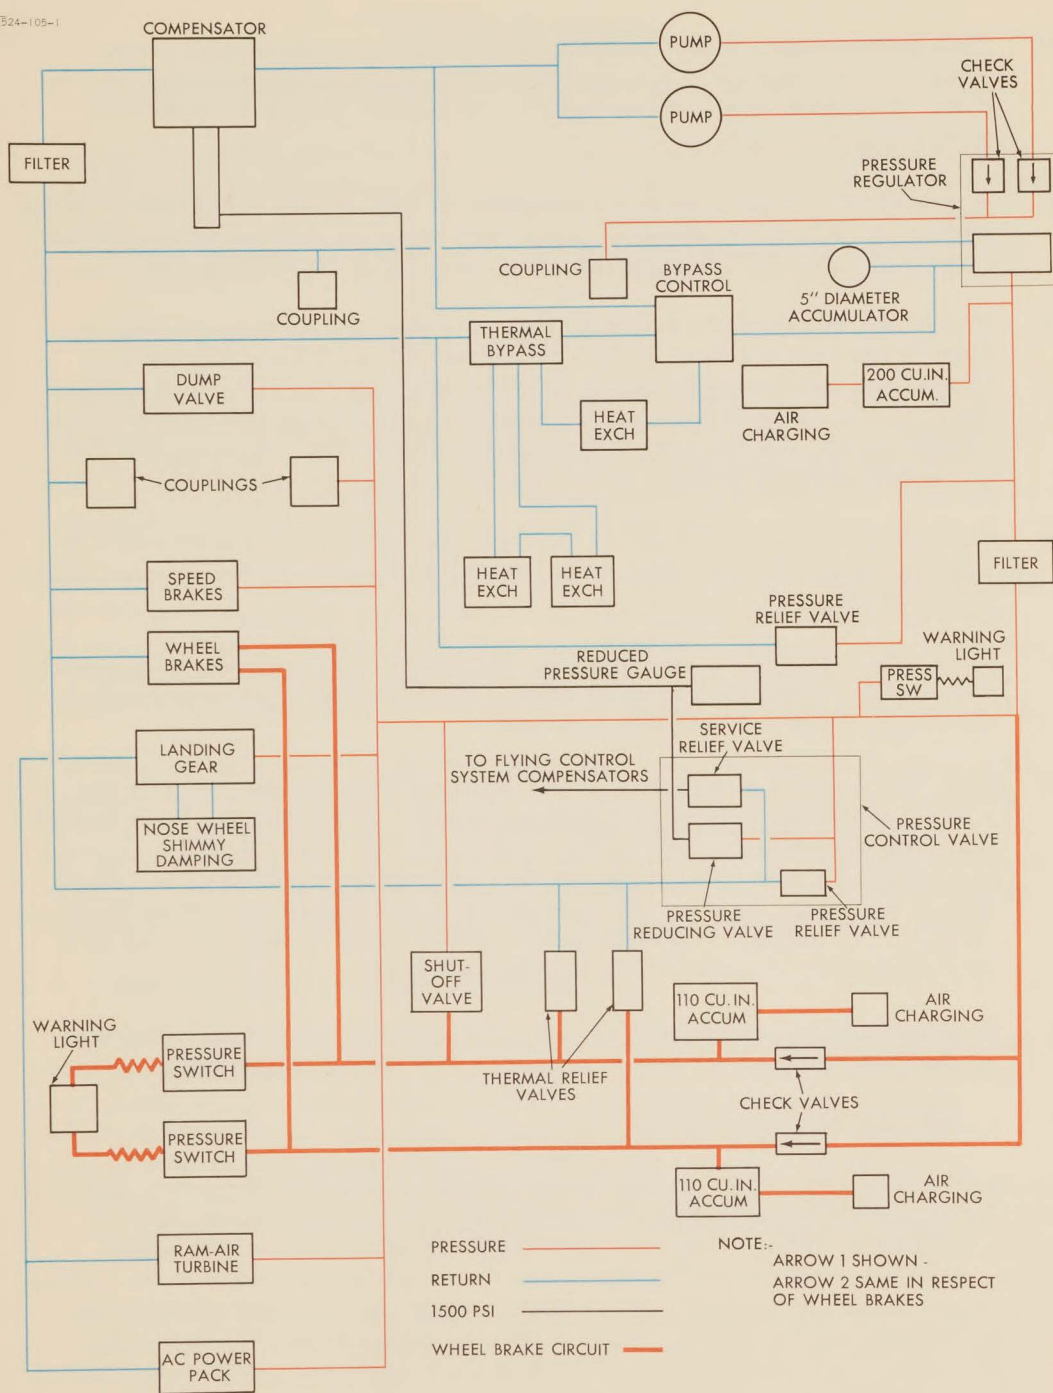 524-105-1
COMPENSATOR
PUMP
CHECK
VALVES
PUMP
FILTER
PRESSURE
REGULATOR
COUPLING
BYPASS
CONTROL
5" DIAMETER
ACCUMULATOR
COUPLING
THERMAL
BYPASS
DUMP
VALVE
200 CU.IN.
ACCUM.
HEAT
EXCH
AIR
CHARGING
COUPLINGS
FILTER
SPEED
BRAKES
HEAT
EXCH
HEAT
EXCH
PRESSURE
RELIEF VALVE
WHEEL
BRAKES
REDUCED
PRESSURE GAUGE
WARNING
LIGHT
PRESS
SW
LANDING
GEAR
SERVICE
RELIEF VALVE
TO FLYING CONTROL
SYSTEM COMPENSATORS
NOSE WHEEL
SHIMMY
DAMPING
PRESSURE
CONTROL VALVE
PRESSURE
REDUCING VALVE
PRESSURE
RELIEF VALVE
SHUT-
OFF
VALVE
110 CU.IN.
ACCUM
AIR
CHARGING
WARNING
LIGHT
PRESSURE
SWITCH
THERMAL RELIEF
VALVES
CHECK VALVES
PRESSURE
SWITCH
110 CU.IN.
ACCUM
AIR
CHARGING
RAM-AIR
TURBINE
PRESSURE
RETURN
1500 PSI
WHEEL BRAKE CIRCUIT
NOTE:-
ARROW 1 SHOWN -
ARROW 2 SAME IN RESPECT
OF WHEEL BRAKES
AC POWER
PACK